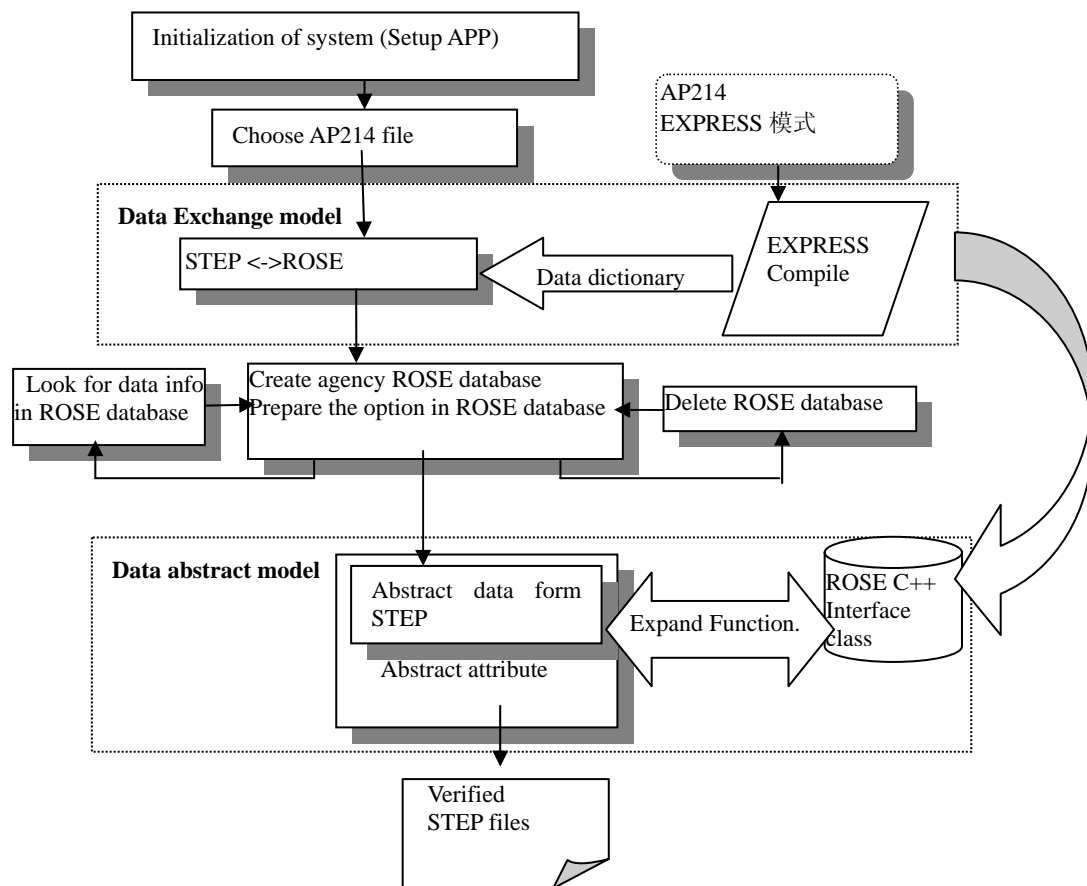 Initialization of system (Setup APP)
AP214
EXPRESS 模式
Choose AP214 file
Data Exchange model
EXPRESS
Compile
STEP <->ROSE
Data dictionary
Look for data info
in ROSE database
Create agency ROSE database
Prepare the option in ROSE database
Delete ROSE database
Data abstract model
Abstract data form
STEP
Abstract attribute
Expand Function.
ROSE C++
Interface
class
Verified
STEP files